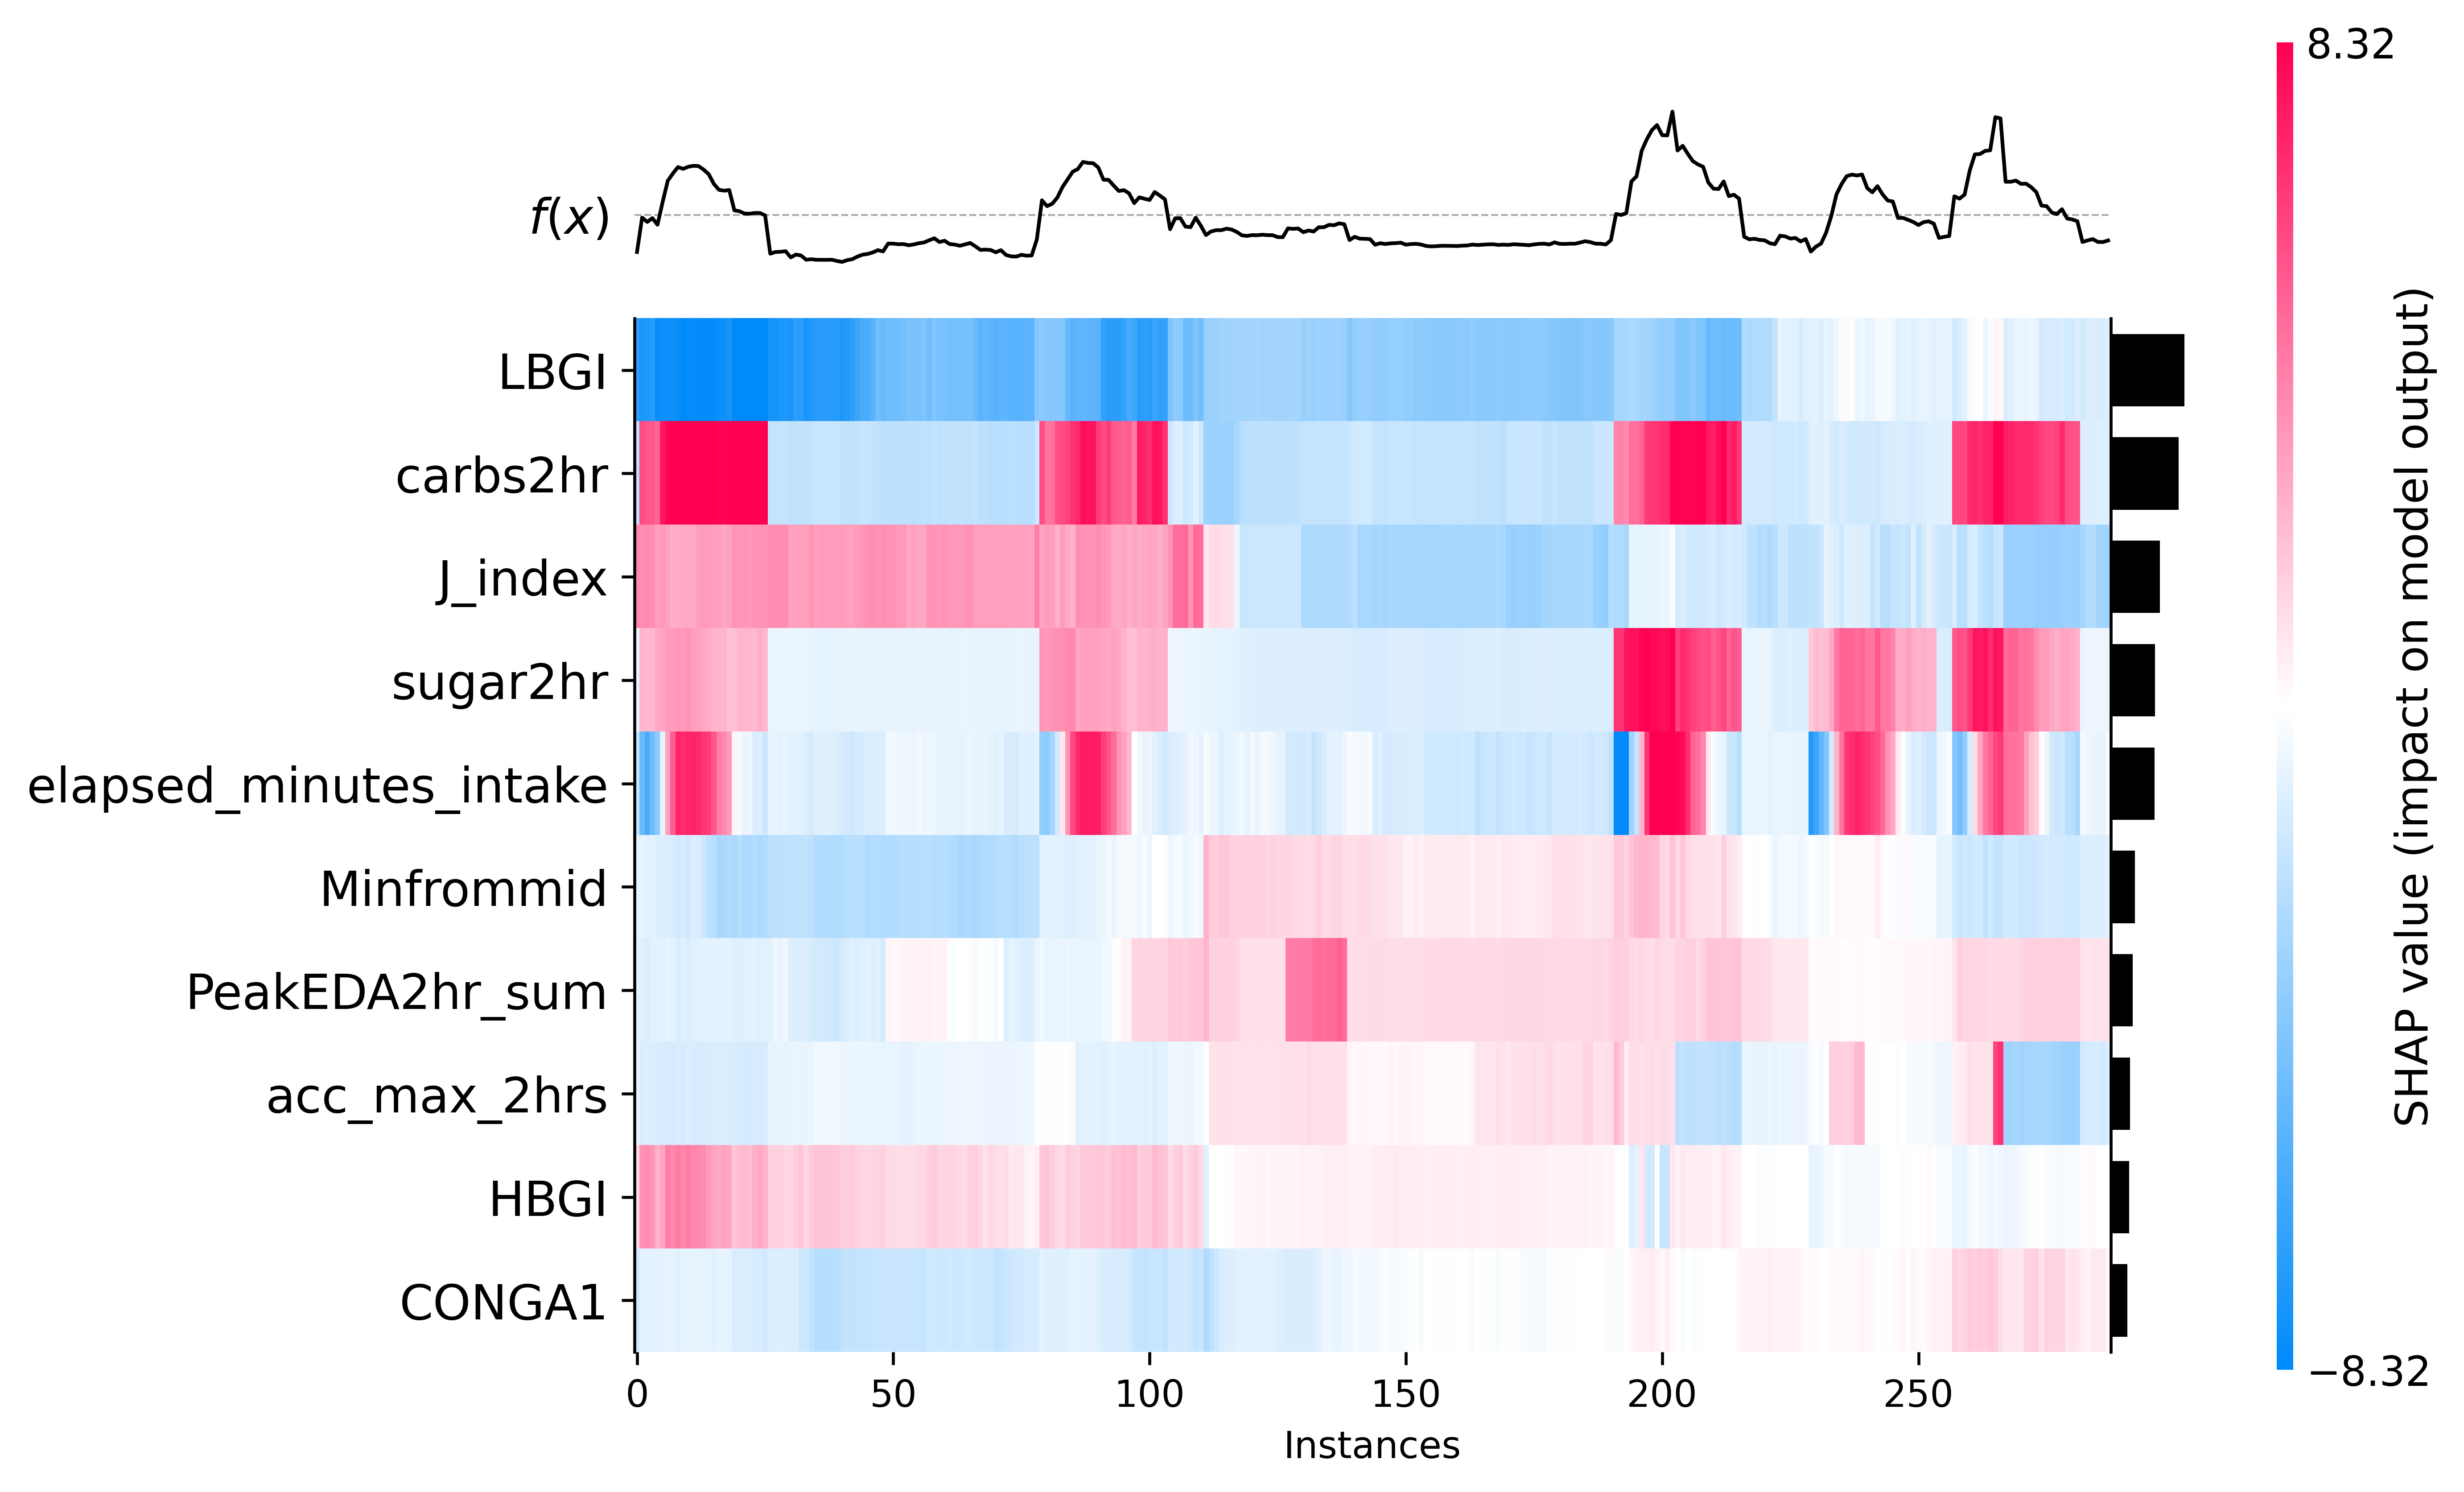 8.32
f(x)
LBGI
carbs2hr
J_index
sugar2hr
elapsed_minutes_intake
Minfrommid
PeakEDA2hr_sum
acc_max_2hrs
HBGI
CONGA1
0 50 100 150 200 250
Instances
−8.32
SHAP value (impact on model output)